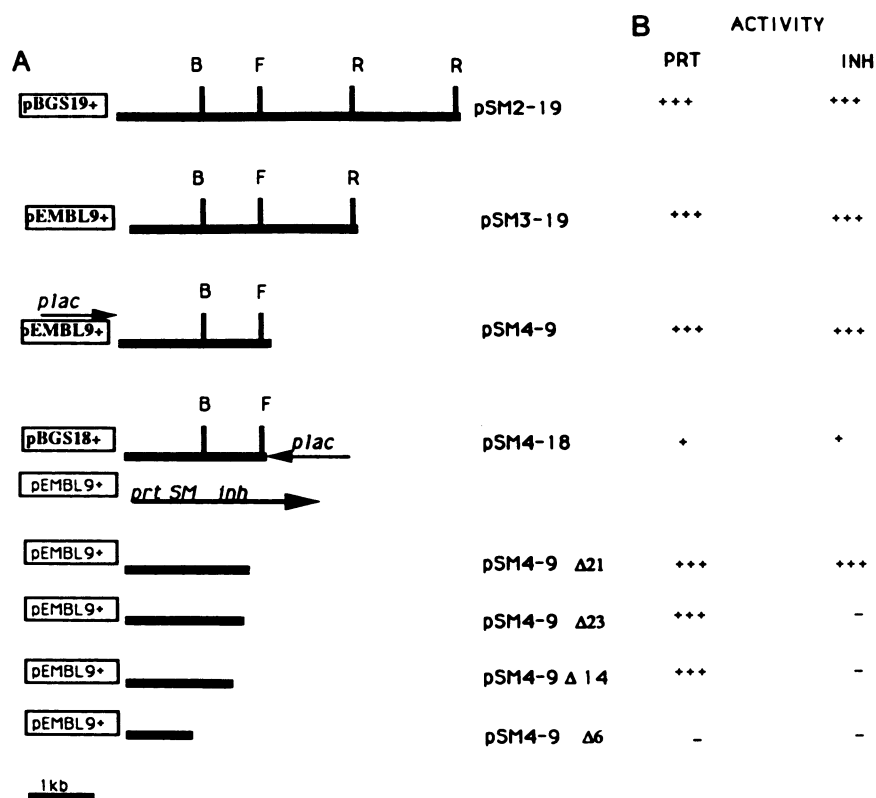 B ACTIVITY
A B F R R PRT INH
pBGS19+ pSM2-19 +++ +++
B F R
pEMBL9+ pSM3-19 +++ +++
plac B F
pEMBL9+ pSM4-9 +++ +++
B F
pBGS18+ plac pSM4-18 + +
pEMBL9+ prt SM inh
pEMBL9+ pSM4-9 Δ21 +++ +++
pEMBL9+ pSM4-9 Δ23 +++ -
pEMBL9+ pSM4-9 Δ 14 +++ -
pEMBL9+ pSM4-9 Δ6 - -
1kb